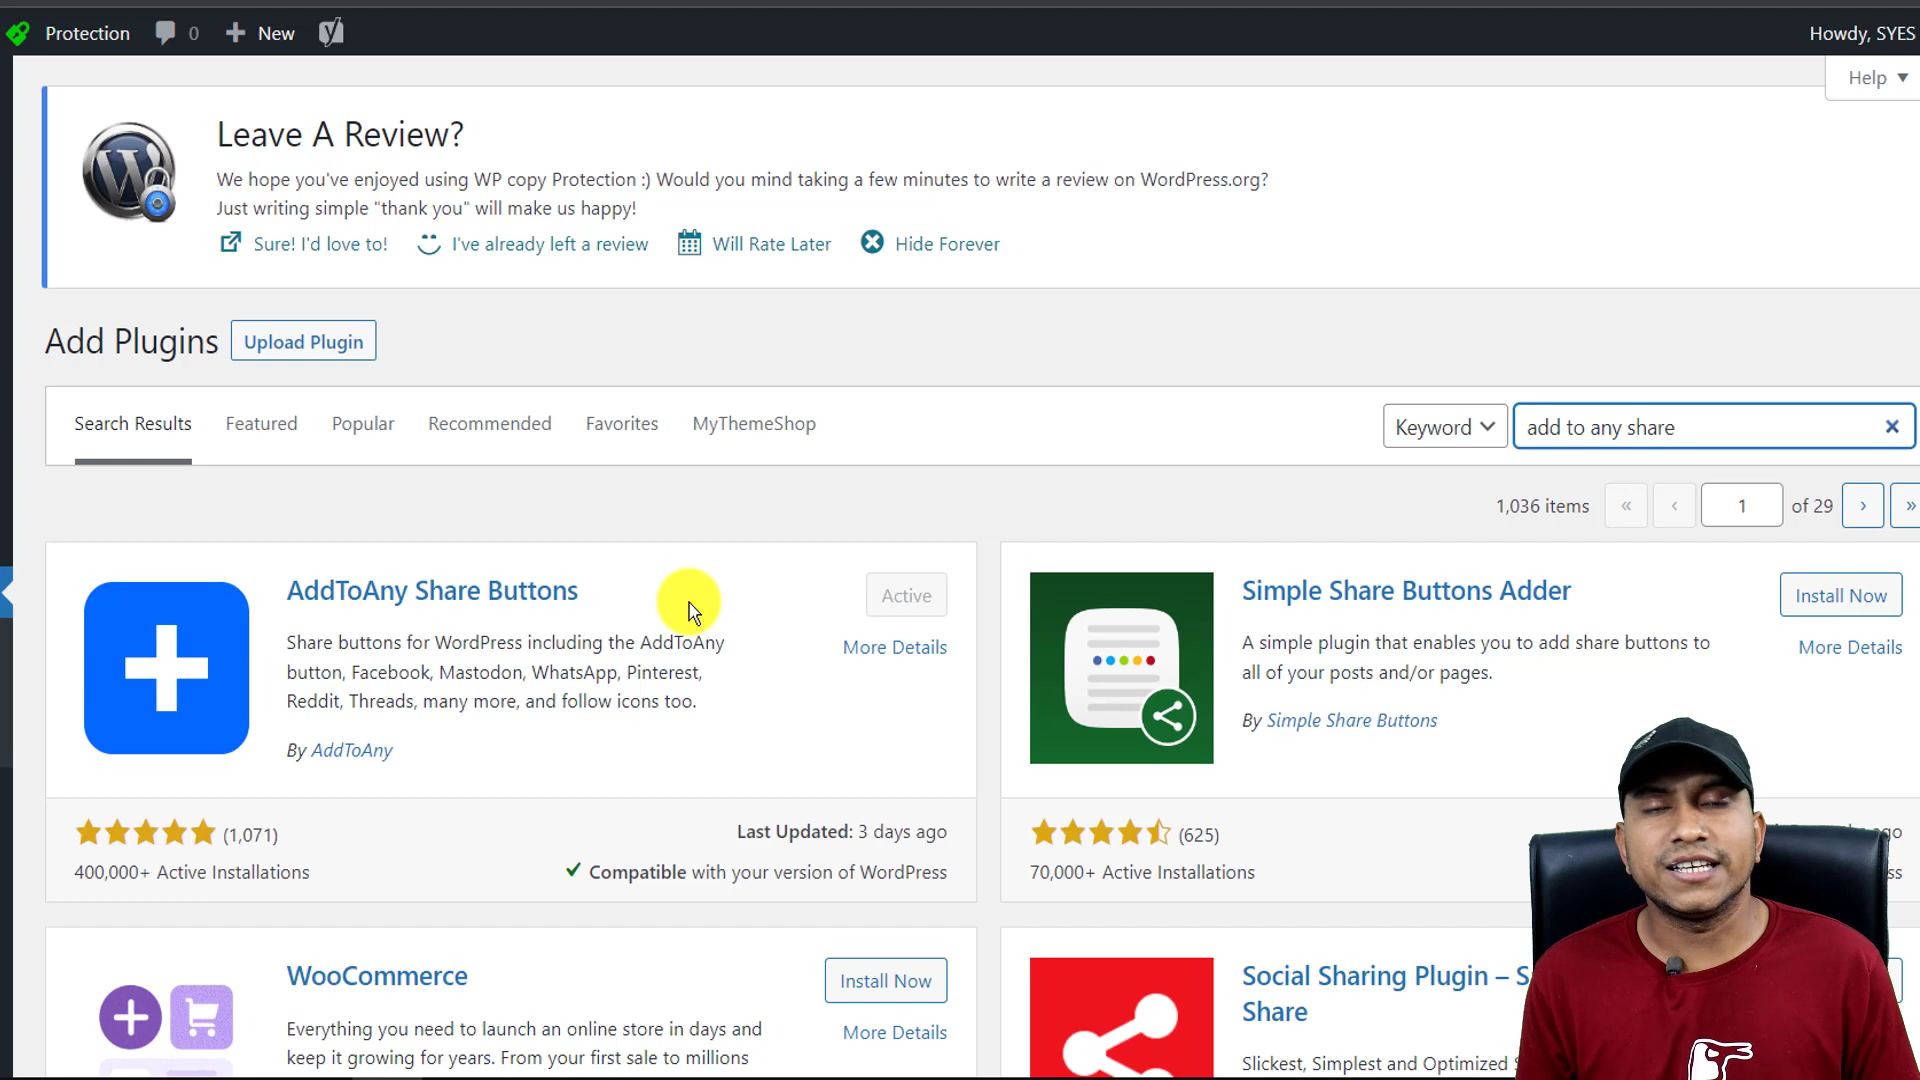 Protection 0 New Howdy, SYES
Help
Leave A Review?
We hope you've enjoyed using WP copy Protection :) Would you mind taking a few minutes to write a review on WordPress.org?
Just writing simple "thank you" will make us happy!
Sure! I'd love to! I've already left a review Will Rate Later Hide Forever
Add Plugins Upload Plugin
Search Results Featured Popular Recommended Favorites MyThemeShop Keyword add to any share
1,036 items « ‹ 1 of 29 › »
AddToAny Share Buttons
Active
More Details
Share buttons for WordPress including the AddToAny
button, Facebook, Mastodon, WhatsApp, Pinterest,
Reddit, Threads, many more, and follow icons too.
By AddToAny
(1,071)
Last Updated: 3 days ago
400,000+ Active Installations
Compatible with your version of WordPress
Simple Share Buttons Adder
Install Now
More Details
A simple plugin that enables you to add share buttons to
all of your posts and/or pages.
By Simple Share Buttons
(625)
ago
70,000+ Active Installations
ss
WooCommerce
Install Now
More Details
Everything you need to launch an online store in days and
keep it growing for years. From your first sale to millions
Social Sharing Plugin – S
Share
Slickest, Simplest and Optimized S